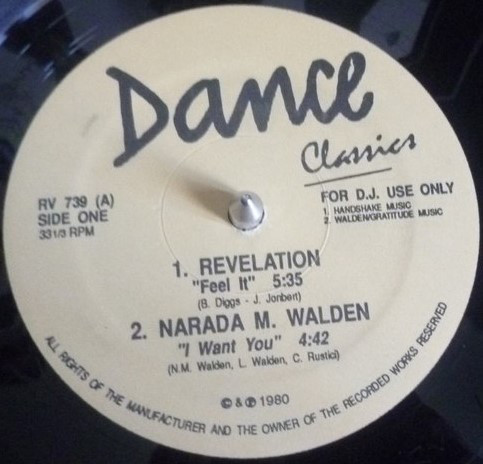 Dance
Classics
RV 739 (A)
SIDE ONE
33 1/3 RPM
FOR D.J. USE ONLY
1. HANDSHAKE MUSIC
2. WALDEN/GRATITUDE MUSIC
1. REVELATION
"Feel It" 5:35
(B. Diggs - J. Jonbert)
2. NARADA M. WALDEN
"I Want You" 4:42
(N.M. Walden, L. Walden, C. Rustici)
© & ℗ 1980
ALL RIGHTS OF THE MANUFACTURER AND THE OWNER OF THE RECORDED WORKS RESERVED